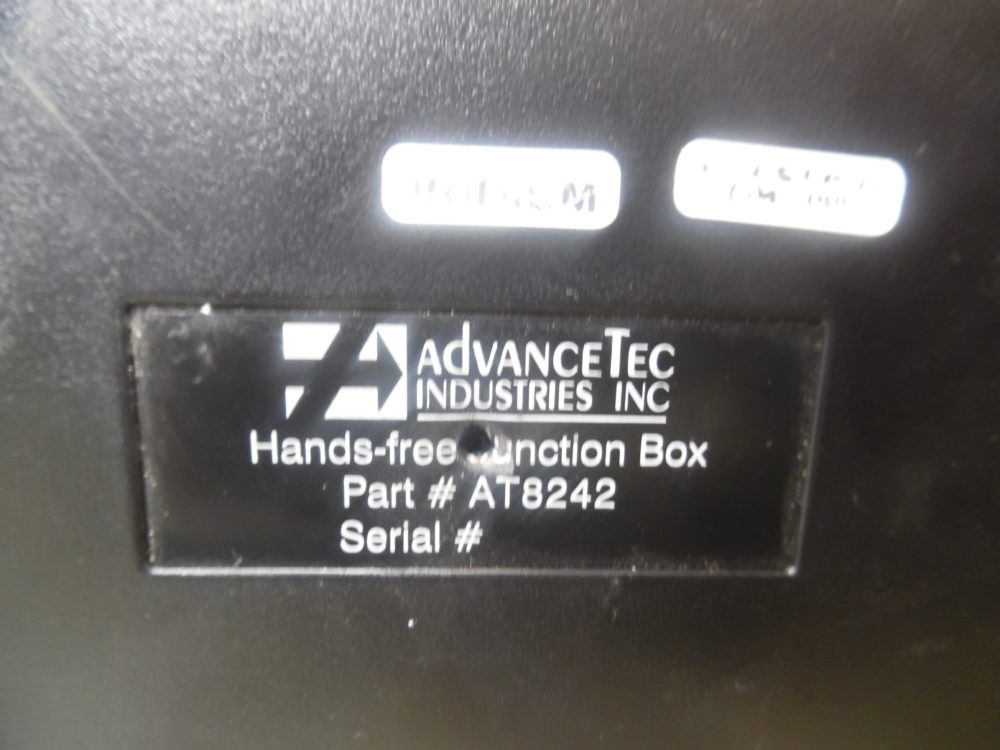 AdvanceTec
INDUSTRIES INC
Hands-free unction Box
Part # AT8242
Serial #